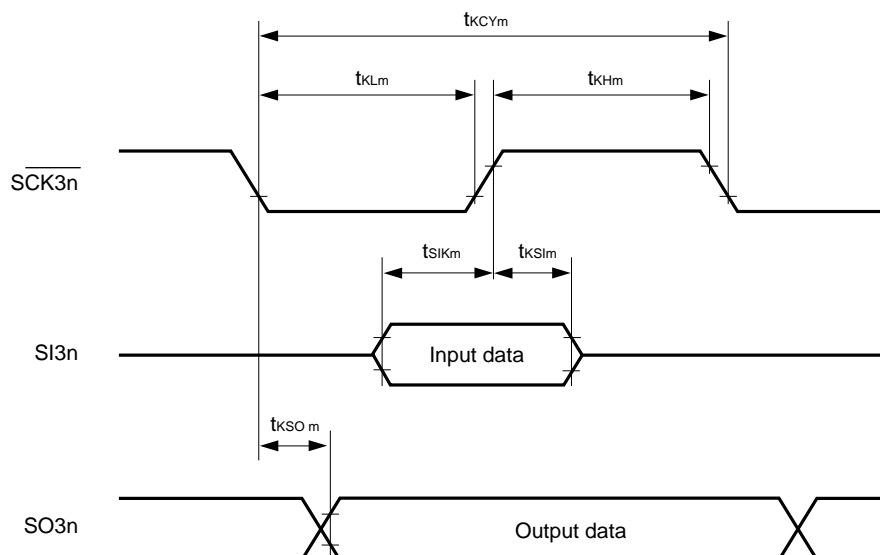 tKCYm
tKLm
tKHm
SCK3n
tSIKm
tKSIm
SI3n
Input data
tKSO m
SO3n
Output data